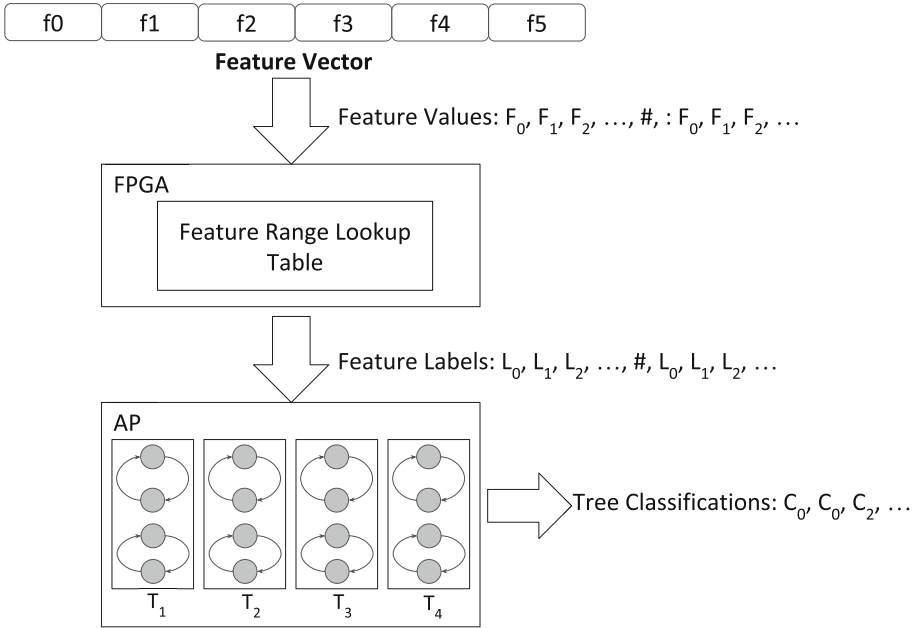 f0 f1 f2 f3 f4 f5
Feature Vector
Feature Values: F₀, F₁, F₂, …, #, : F₀, F₁, F₂, …
FPGA
Feature Range Lookup
Table
Feature Labels: L₀, L₁, L₂, …, #, L₀, L₁, L₂, …
AP
Tree Classifications: C₀, C₀, C₂, …
T₁ T₂ T₃ T₄